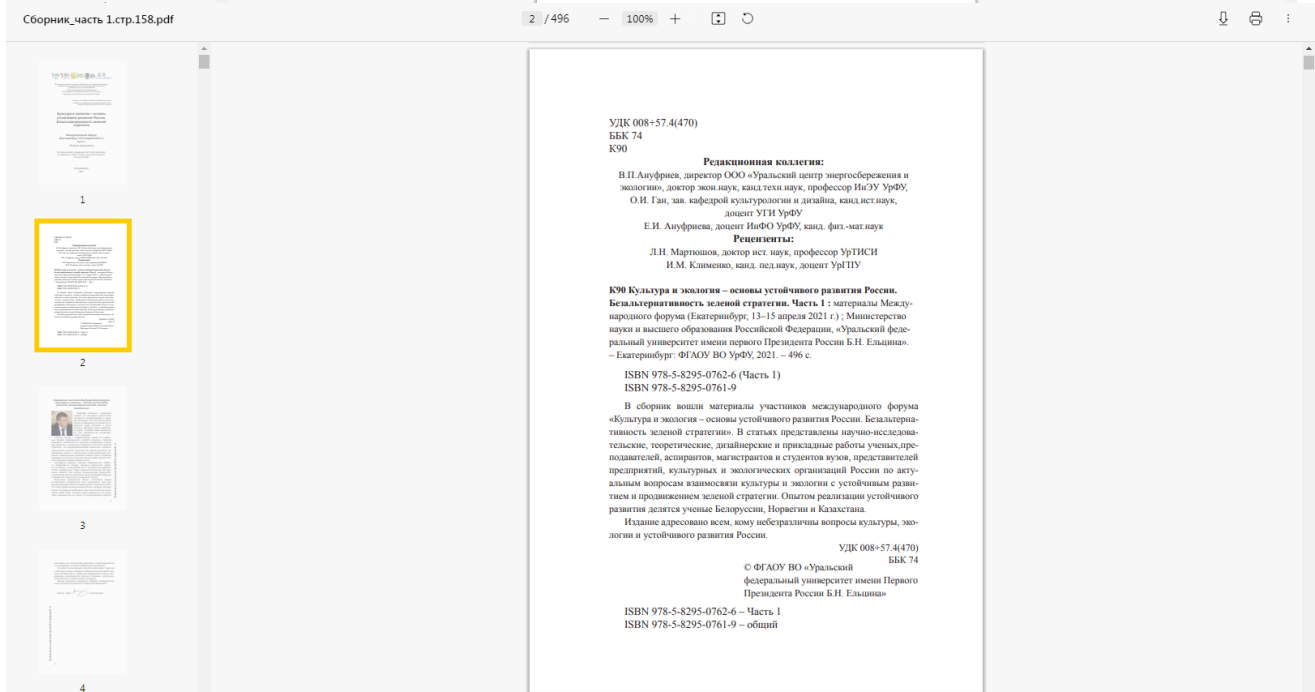 Сборник_часть 1.стр.158.pdf
2 / 496
100%
1
2
3
4
УДК 008+57.4(470)
ББК 74
К90
Редакционная коллегия:
В.П.Ануфриев, директор ООО «Уральский центр энергосбережения и
экологии», доктор экон.наук, канд.техн.наук, профессор ИнЭУ УрФУ,
О.И. Ган, зав. кафедрой культурологии и дизайна, канд.ист.наук,
доцент УГИ УрФУ
Е.И. Ануфриева, доцент ИнФО УрФУ, канд. физ.-мат.наук
Рецензенты:
Л.Н. Мартюшов, доктор ист. наук, профессор УрТИСИ
И.М. Клименко, канд. пед.наук, доцент УрГПУ
К90 Культура и экология – основы устойчивого развития России.
Безальтернативность зеленой стратегии. Часть 1 : материалы Между-
народного форума (Екатеринбург, 13–15 апреля 2021 г.) ; Министерство
науки и высшего образования Российской Федерации, «Уральский феде-
ральный университет имени первого Президента России Б.Н. Ельцина».
– Екатеринбург: ФГАОУ ВО УрФУ, 2021. – 496 с.
ISBN 978-5-8295-0762-6 (Часть 1)
ISBN 978-5-8295-0761-9
В сборник вошли материалы участников международного форума
«Культура и экология – основы устойчивого развития России. Безальтерна-
тивность зеленой стратегии». В статьях представлены научно-исследова-
тельские, теоретические, дизайнерские и прикладные работы ученых,пре-
подавателей, аспирантов, магистрантов и студентов вузов, представителей
предприятий, культурных и экологических организаций России по акту-
альным вопросам взаимосвязи культуры и экологии с устойчивым разви-
тием и продвижением зеленой стратегии. Опытом реализации устойчивого
развития делятся ученые Белоруссии, Норвегии и Казахстана.
Издание адресовано всем, кому небезразличны вопросы культуры, эко-
логии и устойчивого развития России.
УДК 008+57.4(470)
ББК 74
© ФГАОУ ВО «Уральский
федеральный университет имени Первого
Президента России Б.Н. Ельцина»
ISBN 978-5-8295-0762-6 – Часть 1
ISBN 978-5-8295-0761-9 – общий